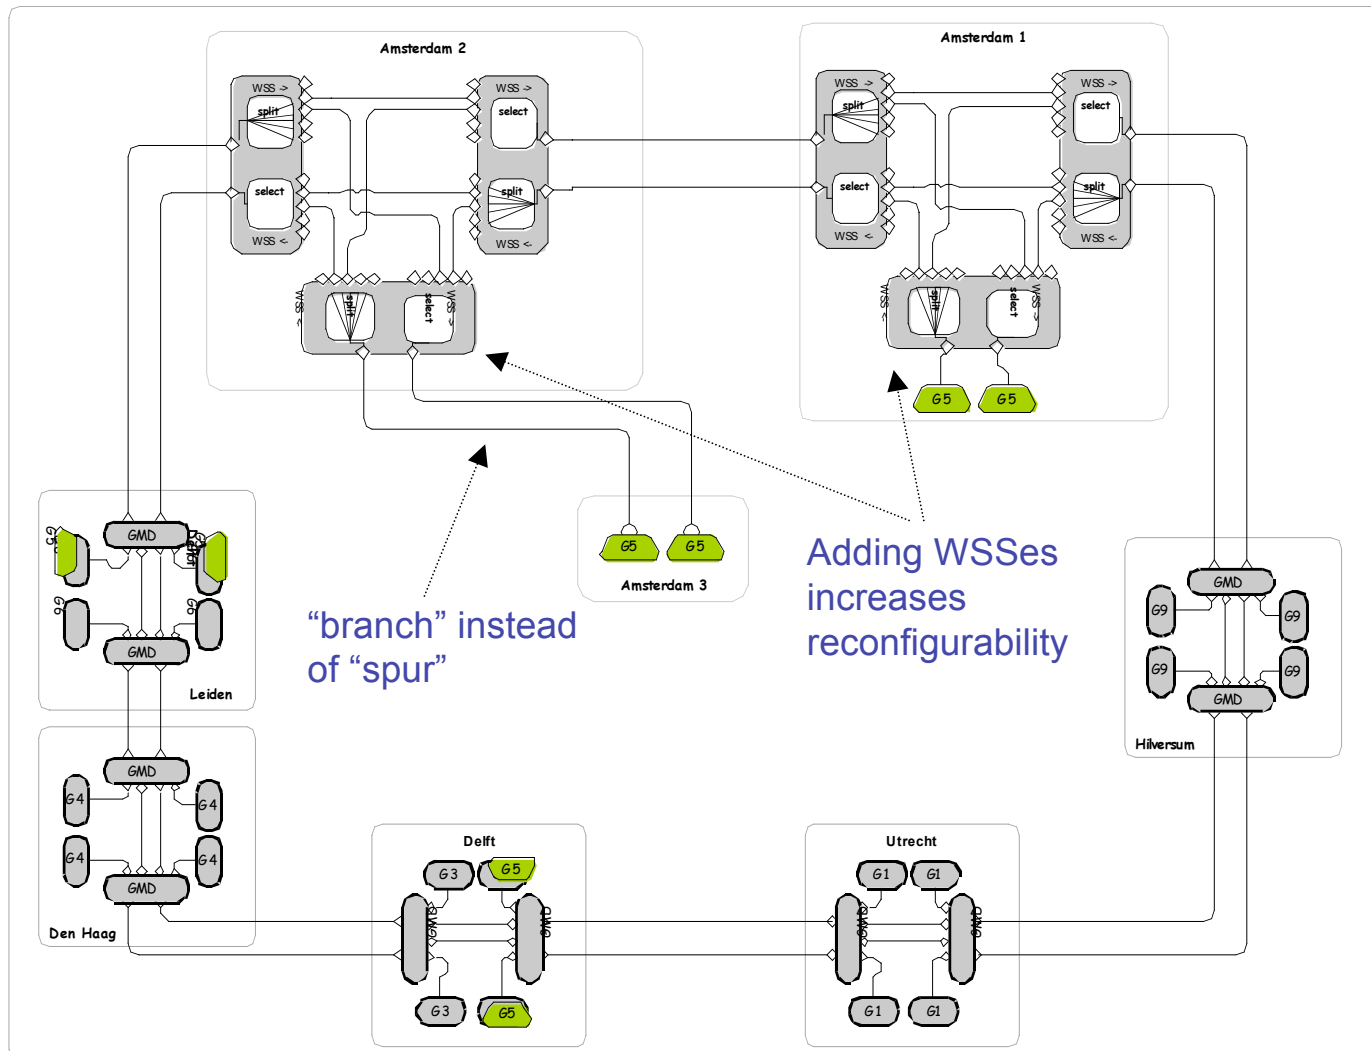 Amsterdam 2
Amsterdam 1
WSS ->
split
select
WSS <-
WSS ->
select
split
WSS <-
WSS ->
split
select
WSS <-
WSS ->
select
split
WSS <-
WSS <-
split
select
WSS ->
WSS <-
split
select
WSS ->
G5 G5
G5 G5
Amsterdam 3
“branch” instead
of “spur”
Adding WSSes
increases
reconfigurability
GMD
G5
G6
G6
GMD
Leiden
GMD
G4
G4
G4
G4
GMD
Den Haag
Delft
G3
G5
GMD
GMD
G3
G5
Utrecht
G1
G1
GMD
GMD
G1
G1
GMD
G9
G9
G9
G9
GMD
Hilversum